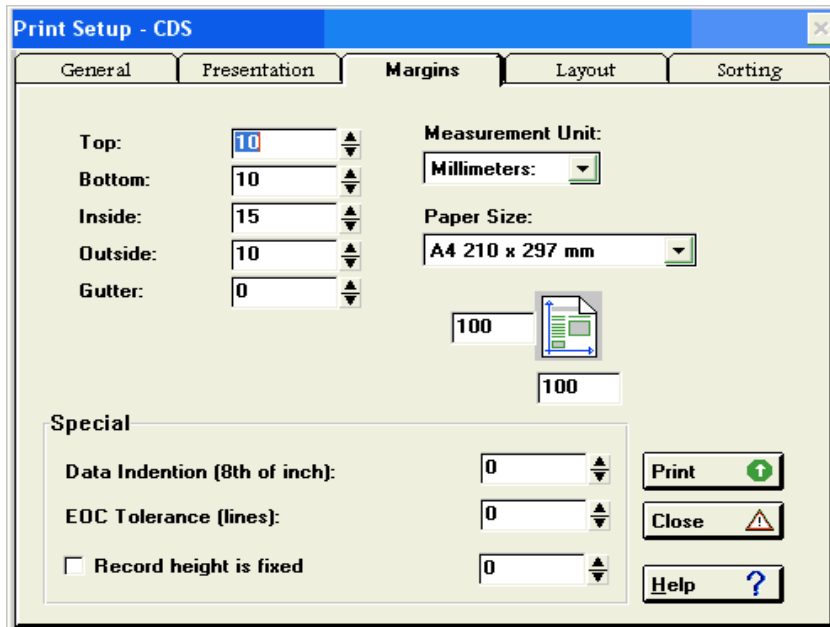 Print Setup - CDS
General Presentation Margins Layout Sorting
Top: 10
Bottom: 10
Inside: 15
Outside: 10
Gutter: 0
Measurement Unit:
Millimeters:
Paper Size:
A4 210 x 297 mm
100
100
Special
Data Indention (8th of inch): 0
EOC Tolerance (lines): 0
Record height is fixed 0
Print
Close
Help ?